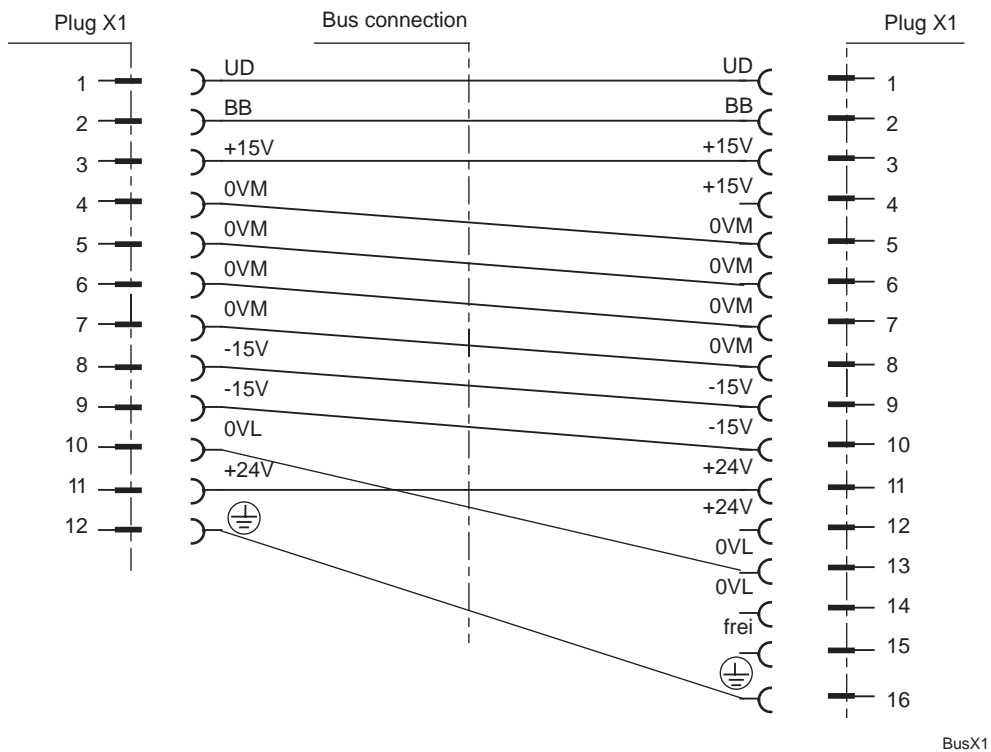 Plug X1 Bus connection Plug X1
1 UD UD 1
2 BB BB 2
3 +15V +15V 3
4 0VM +15V 4
5 0VM 0VM 5
6 0VM 0VM 6
7 0VM 0VM 7
8 -15V 0VM 8
9 -15V -15V 9
10 0VL -15V 10
11 +24V +24V 11
12 +24V 12
0VL 13
0VL 14
frei 15
16
BusX1